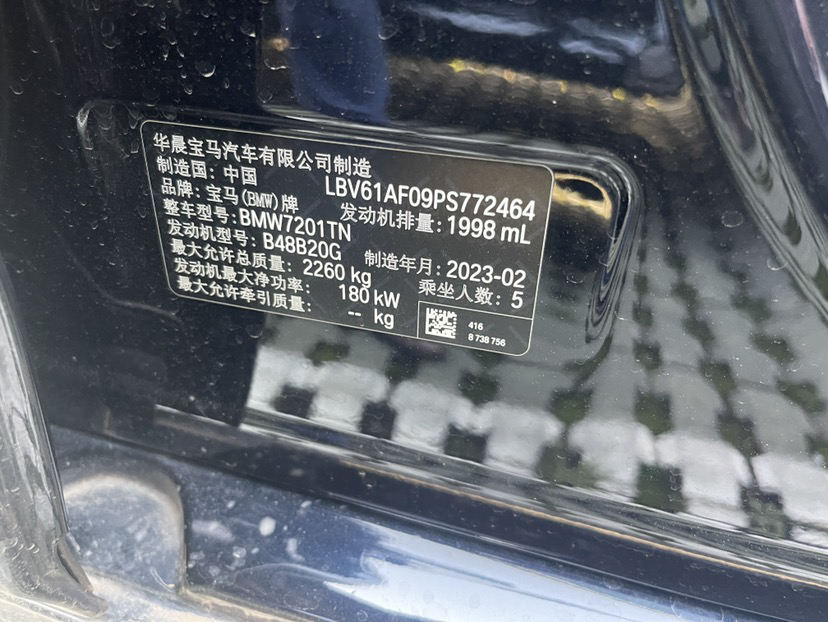 华晨宝马汽车有限公司制造
制造国：中国 LBV61AF09PS772464
品牌：宝马(BMW)牌 发动机排量：1998 mL
整车型号：BMW7201TN
发动机型号：B48B20G 制造年月：2023-02
最大允许总质量：2260 kg 乘坐人数：5
发动机最大净功率：180 kW
最大允许牵引质量：-- kg
416
8 738 756